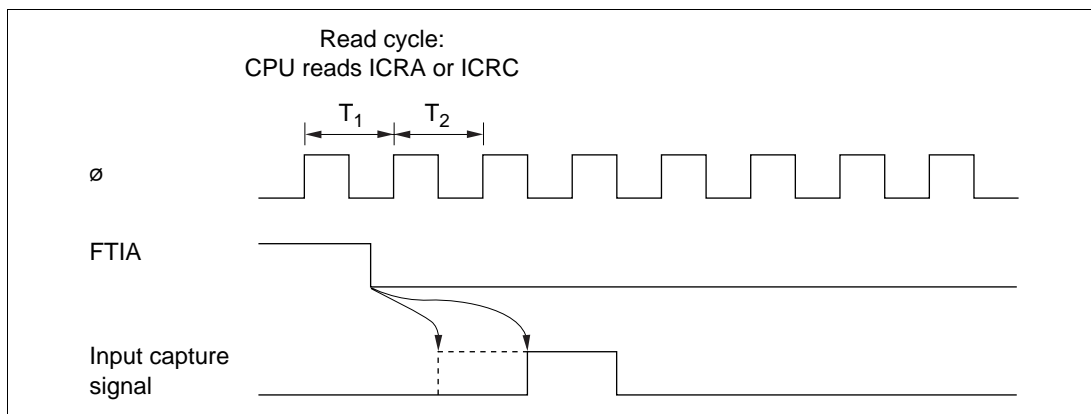 Read cycle:
CPU reads ICRA or ICRC
T1 T2
ø
FTIA
Input capture
signal